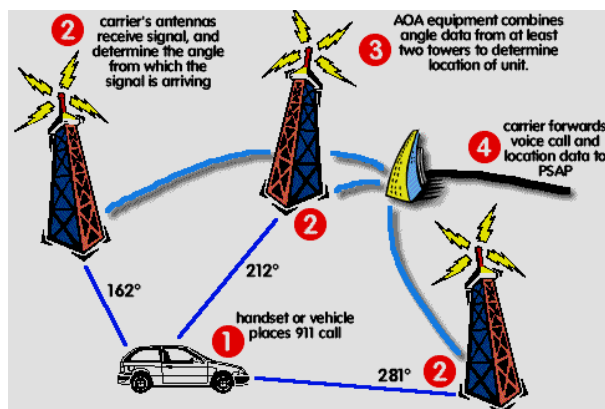 2
carrier's antennas
receive signal, and
determine the angle
from which the
signal is arriving
3
AOA equipment combines
angle data from at least
two towers to determine
location of unit.
4
carrier forwards
voice call and
location data to
PSAP
2
162°
212°
1
handset or vehicle
places 911 call
281°
2